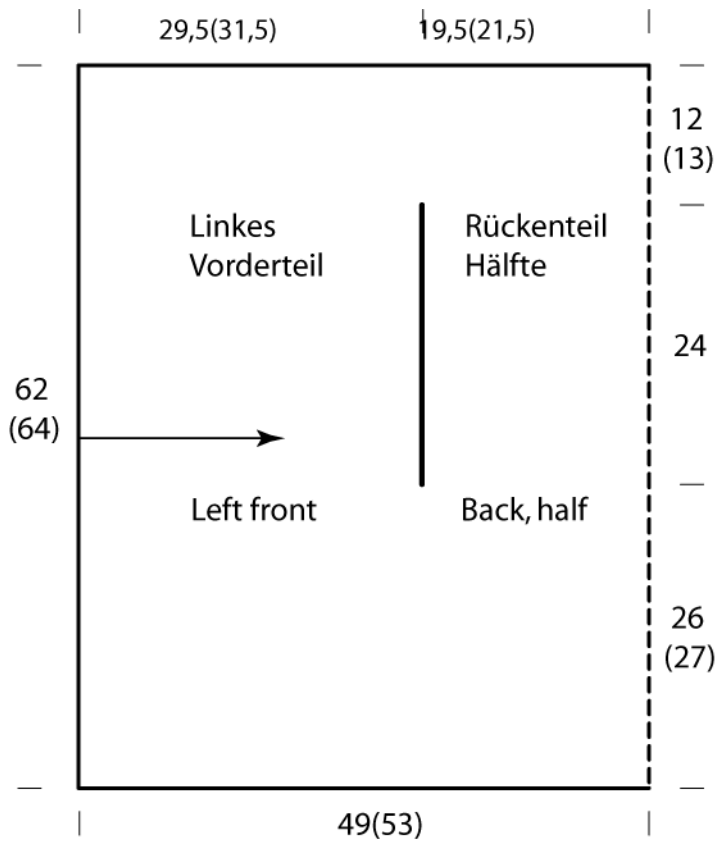 29,5(31,5) 19,5(21,5)
12
(13)
Linkes
Vorderteil
Rückenteil
Hälfte
24
62
(64)
Left front
Back, half
26
(27)
49(53)